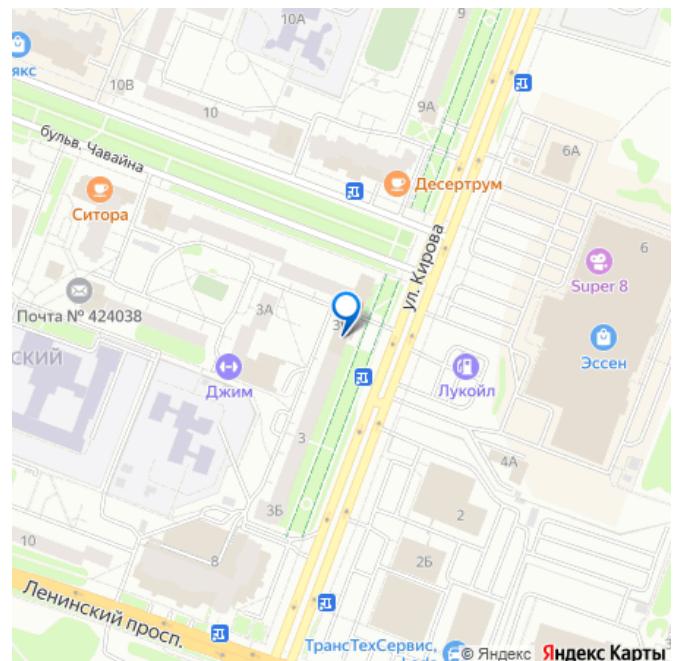 10А
9
якс
10В
10
9А
бульв. Чавайна
6А
Десертрум
Ситора
ул. Кирова
6
Super 8
3А
Почта № 424038
Эссен
СКИЙ
Джим
Лукойл
3
4А
3Б
2
10
8
2Б
Ленинский просп.
ТрансТехСервис,
© Яндекс Яндекс Карты